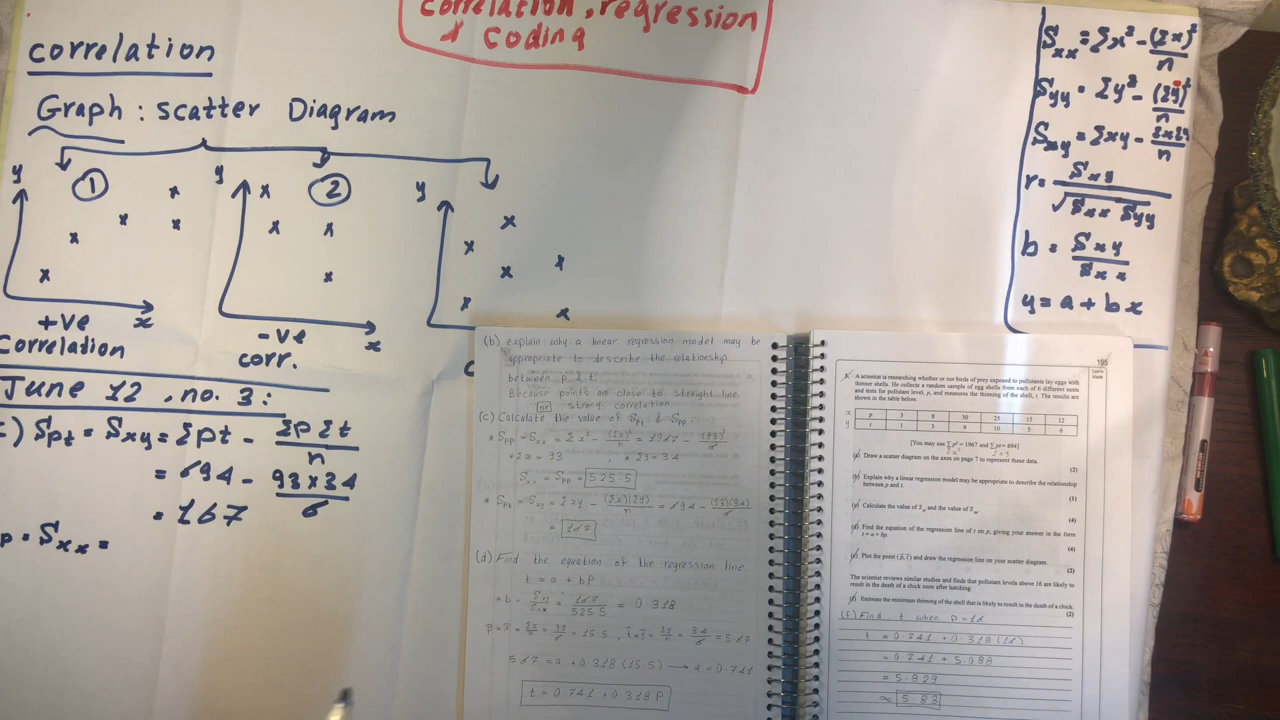 correlation, regression
& coding
correlation
Graph : scatter Diagram
y
1
x
+ve
correlation
y
2
x
-ve
corr.
y
June 12, no. 3:
c) Spt = Sxy = Σpt - ΣpΣt/n
= 694 - 93x34/6
= 167
p = Sxx =
Sxx = Σx² - (Σx)²/n
Syy = Σy² - (Σy)²/n
Sxy = Σxy - ΣxΣy/n
r = Sxy/√Sxx Syy
b = Sxy/Sxx
y = a + bx
(b) explain why a linear regression model may be
appropriate to describe the relationship
between p & t.
Because points are close to straight line
or strong correlation
(c) Calculate the value of Spt & Spp
* Spp = Sxx = Σx² - (Σx)²/n = 1967 - (93)²/6
*Σx = 93 , * Σy = 34
Sxx = Spp = 525.5
* Spt = Sxy = Σxy - (Σx)(Σy)/n = 694 - (93)(34)/6
= 167
(d) Find the equation of the regression line.
t = a + bp
* b = Sxy/Sxx = 167/525.5 = 0.318
5.67 = a + 0.318 (15.5) → a = 0.741
t = 0.741 + 0.318 P
195
Leave
blank
3. A scientist is researching whether or not birds of prey exposed to pollutants lay eggs with
thinner shells. He collects a random sample of egg shells from each of 6 different nests
and tests for pollutant level, p, and measures the thinning of the shell, t. The results are
shown in the table below.
x p 3 8 30 25 15 12
y t 1 3 9 10 5 6
[You may use Σp² = 1967 and Σpt = 694]
(a) Draw a scatter diagram on the axes on page 7 to represent these data.
(2)
(b) Explain why a linear regression model may be appropriate to describe the relationship
between p and t.
(1)
(c) Calculate the value of Spt and the value of Spp.
(4)
(d) Find the equation of the regression line of t on p, giving your answer in the form
t = a + bp.
(4)
(e) Plot the point (p̄, t̄) and draw the regression line on your scatter diagram.
(2)
The scientist reviews similar studies and finds that pollutant levels above 16 are likely to
result in the death of a chick soon after hatching.
(f) Estimate the minimum thinning of the shell that is likely to result in the death of a chick.
(2)
(f) Find t when p = 16
t = 0.741 + 0.318 (16)
= 0.741 + 5.088
= 5.829
≈ 5.83